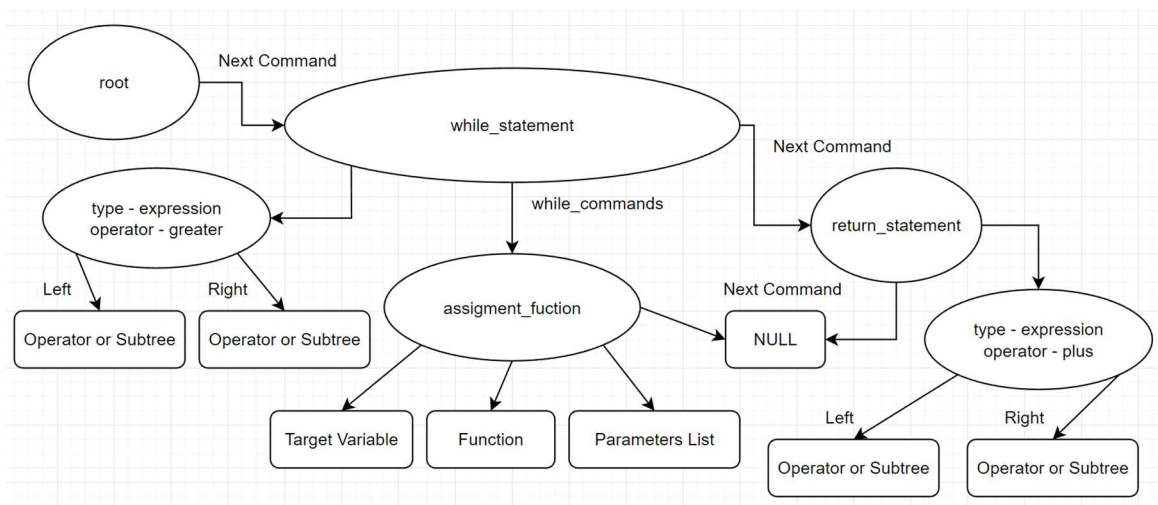 Next Command
root
while_statement
Next Command
type - expression
operator - greater
while_commands
return_statement
Left
Right
Next Command
assigment_fuction
Operator or Subtree
Operator or Subtree
NULL
type - expression
operator - plus
Left
Right
Target Variable
Function
Parameters List
Operator or Subtree
Operator or Subtree